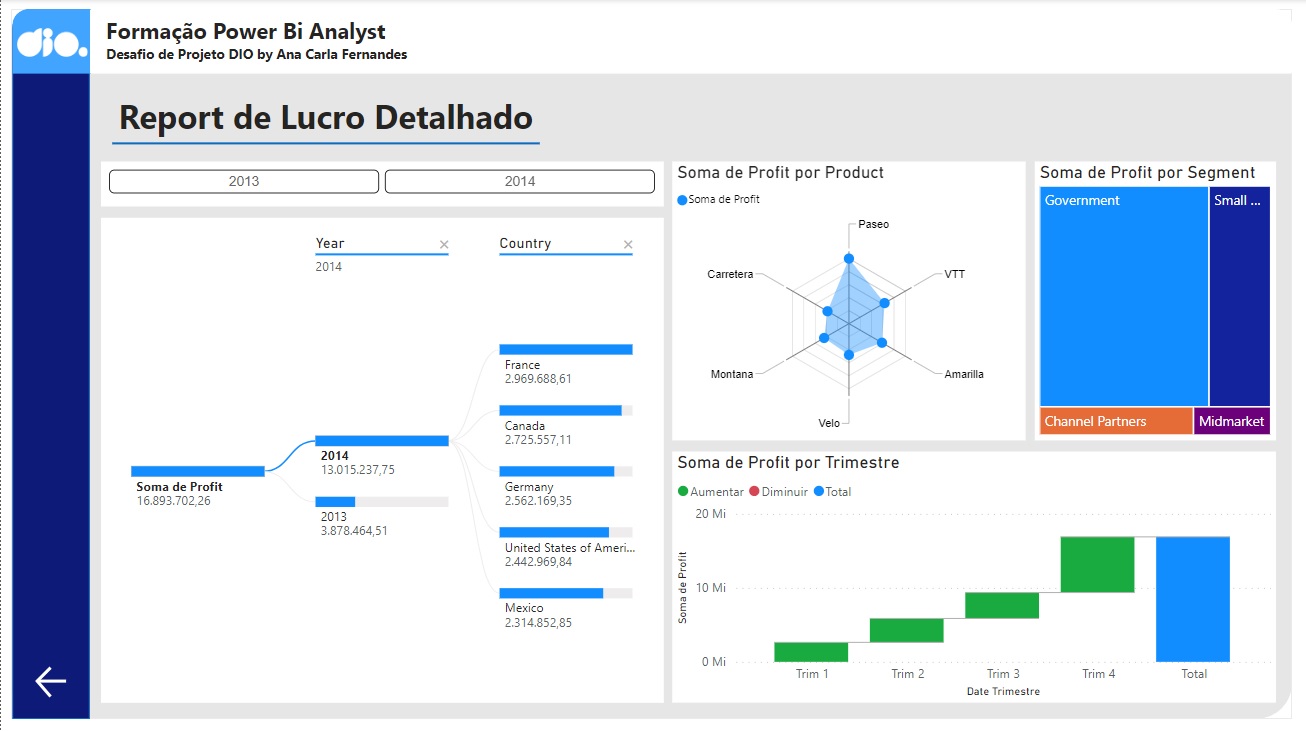 dio.
Formação Power Bi Analyst
Desafio de Projeto DIO by Ana Carla Fernandes
Report de Lucro Detalhado
2013
2014
Year
2014
Country
Soma de Profit
16.893.702,26
2014
13.015.237,75
2013
3.878.464,51
France
2.969.688,61
Canada
2.725.557,11
Germany
2.562.169,35
United States of Ameri...
2.442.969,84
Mexico
2.314.852,85
Soma de Profit por Product
Soma de Profit
Paseo
VTT
Amarilla
Velo
Montana
Carretera
Soma de Profit por Segment
Government
Small ...
Channel Partners
Midmarket
Soma de Profit por Trimestre
Aumentar Diminuir Total
20 Mi
10 Mi
0 Mi
Soma de Profit
Trim 1
Trim 2
Trim 3
Trim 4
Total
Date Trimestre